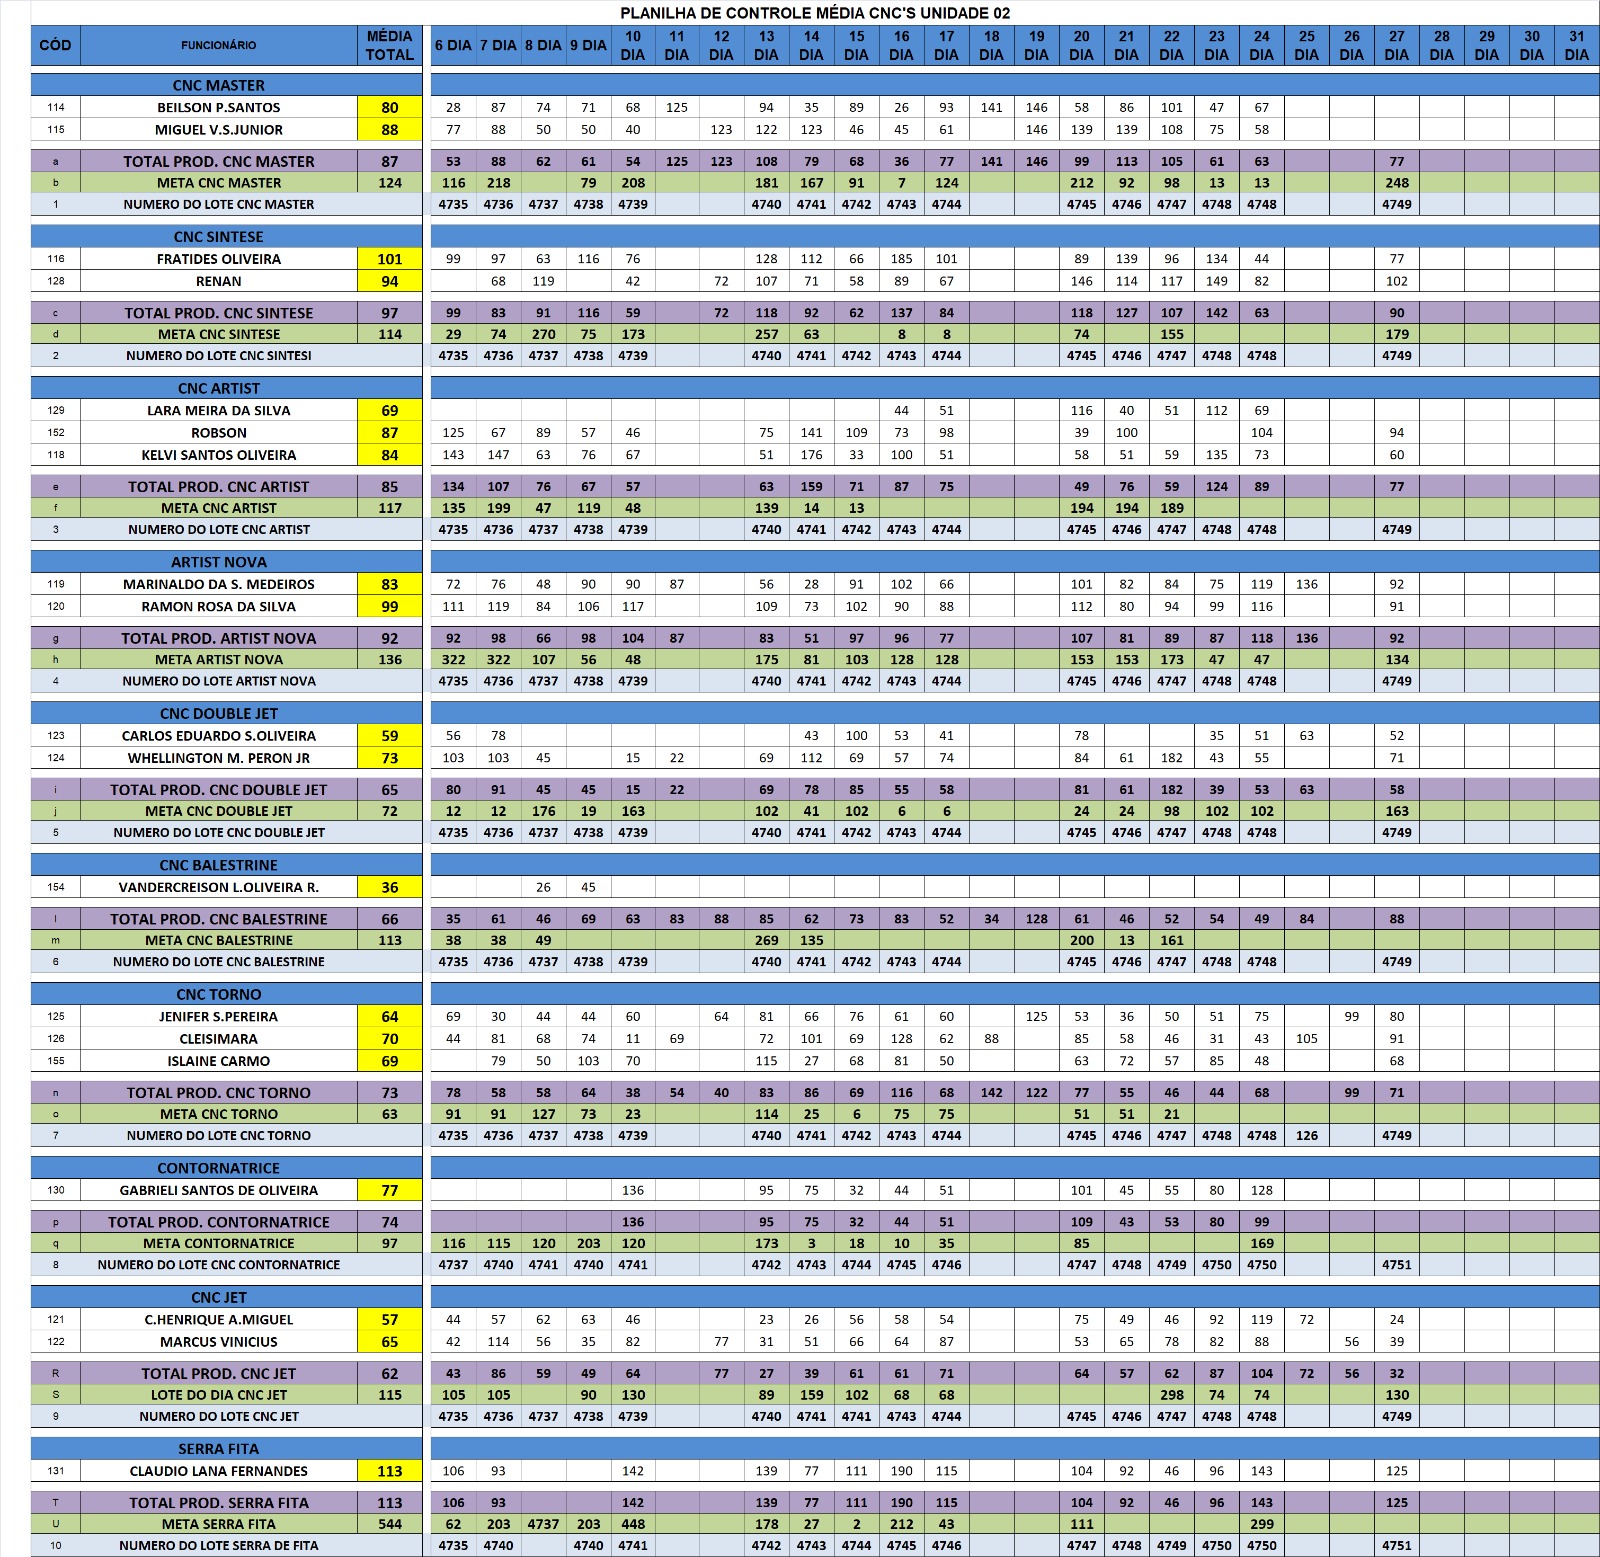 PLANILHA DE CONTROLE MÉDIA CNC'S UNIDADE 02
CÓD FUNCIONÁRIO MÉDIA TOTAL 6 DIA 7 DIA 8 DIA 9 DIA 10 DIA 11 DIA 12 DIA 13 DIA 14 DIA 15 DIA 16 DIA 17 DIA 18 DIA 19 DIA 20 DIA 21 DIA 22 DIA 23 DIA 24 DIA 25 DIA 26 DIA 27 DIA 28 DIA 29 DIA 30 DIA 31 DIA
CNC MASTER
114 BEILSON P.SANTOS 80 28 87 74 71 68 125 94 35 89 26 93 141 146 58 86 101 47 67
115 MIGUEL V.S.JUNIOR 88 77 88 50 50 40 123 122 123 46 45 61 146 139 139 108 75 58
a TOTAL PROD. CNC MASTER 87 53 88 62 61 54 125 123 108 79 68 36 77 141 146 99 113 105 61 63 77
b META CNC MASTER 124 116 218 79 208 181 167 91 7 124 212 92 98 13 13 248
1 NUMERO DO LOTE CNC MASTER 4735 4736 4737 4738 4739 4740 4741 4742 4743 4744 4745 4746 4747 4748 4748 4749
CNC SINTESE
116 FRATIDES OLIVEIRA 101 99 97 63 116 76 128 112 66 185 101 89 139 96 134 44 77
128 RENAN 94 68 119 42 72 107 71 58 89 67 146 114 117 149 82 102
c TOTAL PROD. CNC SINTESE 97 99 83 91 116 59 72 118 92 62 137 84 118 127 107 142 63 90
d META CNC SINTESE 114 29 74 270 75 173 257 63 8 8 74 155 179
2 NUMERO DO LOTE CNC SINTESI 4735 4736 4737 4738 4739 4740 4741 4742 4743 4744 4745 4746 4747 4748 4748 4749
CNC ARTIST
129 LARA MEIRA DA SILVA 69 44 51 116 40 51 112 69
152 ROBSON 87 125 67 89 57 46 75 141 109 73 98 39 100 104 94
118 KELVI SANTOS OLIVEIRA 84 143 147 63 76 67 51 176 33 100 51 58 51 59 135 73 60
e TOTAL PROD. CNC ARTIST 85 134 107 76 67 57 63 159 71 87 75 49 76 59 124 89 77
f META CNC ARTIST 117 135 199 47 119 48 139 14 13 194 194 189
3 NUMERO DO LOTE CNC ARTIST 4735 4736 4737 4738 4739 4740 4741 4742 4743 4744 4745 4746 4747 4748 4748 4749
ARTIST NOVA
119 MARINALDO DA S. MEDEIROS 83 72 76 48 90 90 87 56 28 91 102 66 101 82 84 75 119 136 92
120 RAMON ROSA DA SILVA 99 111 119 84 106 117 109 73 102 90 88 112 80 94 99 116 91
g TOTAL PROD. ARTIST NOVA 92 92 98 66 98 104 87 83 51 97 96 77 107 81 89 87 118 136 92
h META ARTIST NOVA 136 322 322 107 56 48 175 81 103 128 128 153 153 173 47 47 134
4 NUMERO DO LOTE ARTIST NOVA 4735 4736 4737 4738 4739 4740 4741 4742 4743 4744 4745 4746 4747 4748 4748 4749
CNC DOUBLE JET
123 CARLOS EDUARDO S.OLIVEIRA 59 56 78 43 100 53 41 78 35 51 63 52
124 WHELLINGTON M. PERON JR 73 103 103 45 15 22 69 112 69 57 74 84 61 182 43 55 71
i TOTAL PROD. CNC DOUBLE JET 65 80 91 45 45 15 22 69 78 85 55 58 81 61 182 39 53 63 58
j META CNC DOUBLE JET 72 12 12 176 19 163 102 41 102 6 6 24 24 98 102 102 163
5 NUMERO DO LOTE CNC DOUBLE JET 4735 4736 4737 4738 4739 4740 4741 4742 4743 4744 4745 4746 4747 4748 4748 4749
CNC BALESTRINE
154 VANDERCREISON L.OLIVEIRA R. 36 26 45
l TOTAL PROD. CNC BALESTRINE 66 35 61 46 69 63 83 88 85 62 73 83 52 34 128 61 46 52 54 49 84 88
m META CNC BALESTRINE 113 38 38 49 269 135 200 13 161
6 NUMERO DO LOTE CNC BALESTRINE 4735 4736 4737 4738 4739 4740 4741 4742 4743 4744 4745 4746 4747 4748 4748 4749
CNC TORNO
125 JENIFER S.PEREIRA 64 69 30 44 44 60 64 81 66 76 61 60 125 53 36 50 51 75 99 80
126 CLEISIMARA 70 44 81 68 74 11 69 72 101 69 128 62 88 85 58 46 31 43 105 91
155 ISLAINE CARMO 69 79 50 103 70 115 27 68 81 50 63 72 57 85 48 68
n TOTAL PROD. CNC TORNO 73 78 58 58 64 38 54 40 83 86 69 116 68 142 122 77 55 46 44 68 99 71
o META CNC TORNO 63 91 91 127 73 23 114 25 6 75 75 51 51 21
7 NUMERO DO LOTE CNC TORNO 4735 4736 4737 4738 4739 4740 4741 4742 4743 4744 4745 4746 4747 4748 4748 126 4749
CONTORNATRICE
130 GABRIELI SANTOS DE OLIVEIRA 77 136 95 75 32 44 51 101 45 55 80 128
p TOTAL PROD. CONTORNATRICE 74 136 95 75 32 44 51 109 43 53 80 99
q META CONTORNATRICE 97 116 115 120 203 120 173 3 18 10 35 85 169
8 NUMERO DO LOTE CNC CONTORNATRICE 4737 4740 4741 4740 4741 4742 4743 4744 4745 4746 4747 4748 4749 4750 4750 4751
CNC JET
121 C.HENRIQUE A.MIGUEL 57 44 57 62 63 46 23 26 56 58 54 75 49 46 92 119 72 24
122 MARCUS VINICIUS 65 42 114 56 35 82 77 31 51 66 64 87 53 65 78 82 88 56 39
R TOTAL PROD. CNC JET 62 43 86 59 49 64 77 27 39 61 61 71 64 57 62 87 104 72 56 32
S LOTE DO DIA CNC JET 115 105 105 90 130 89 159 102 68 68 298 74 74 130
9 NUMERO DO LOTE CNC JET 4735 4736 4737 4738 4739 4740 4741 4741 4743 4744 4745 4746 4747 4748 4748 4749
SERRA FITA
131 CLAUDIO LANA FERNANDES 113 106 93 142 139 77 111 190 115 104 92 46 96 143 125
T TOTAL PROD. SERRA FITA 113 106 93 142 139 77 111 190 115 104 92 46 96 143 125
U META SERRA FITA 544 62 203 4737 203 448 178 27 2 212 43 111 299
10 NUMERO DO LOTE SERRA DE FITA 4735 4740 4740 4741 4742 4743 4744 4745 4746 4747 4748 4749 4750 4750 4751